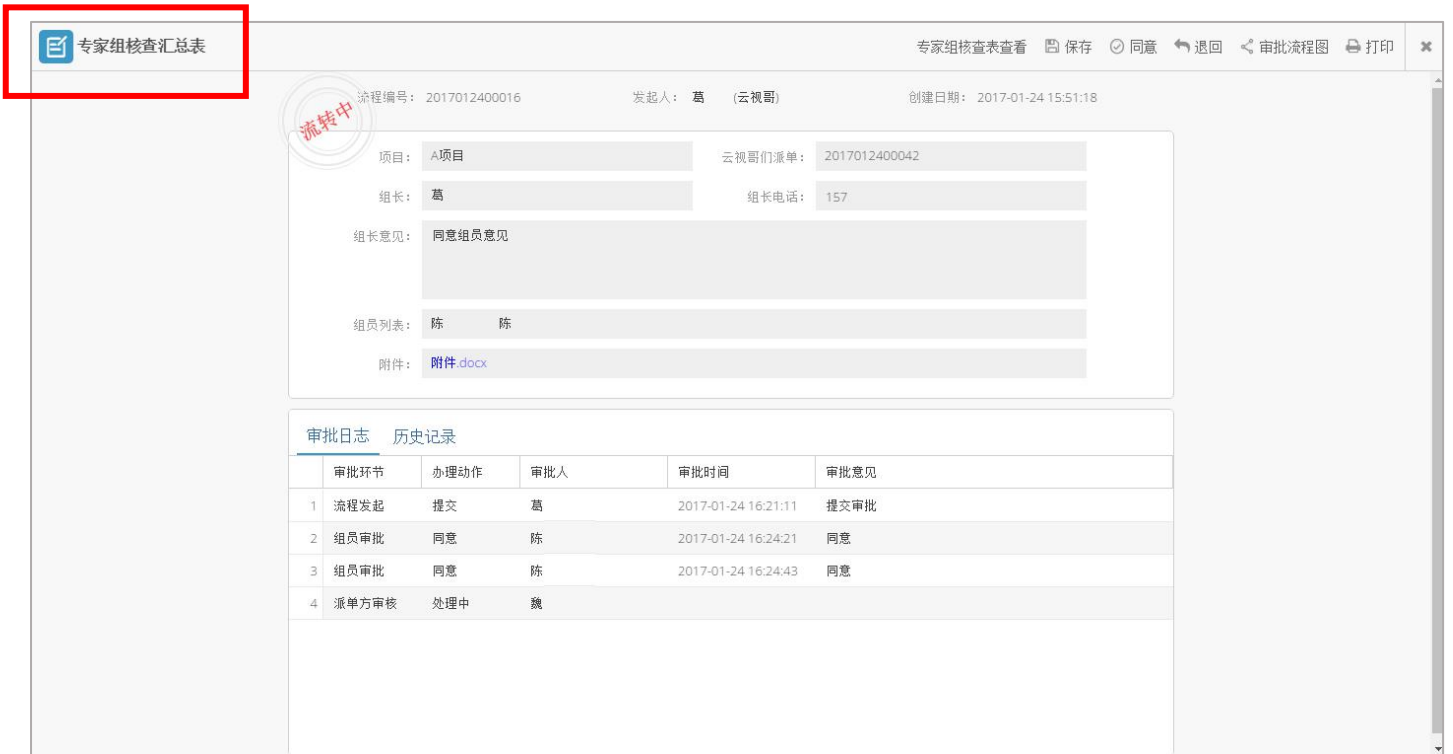 专家组核查汇总表 专家组核查表查看 保存 同意 退回 审批流程图 打印
流程编号： 2017012400016 发起人： 葛 (云视哥) 创建日期： 2017-01-24 15:51:18
流转中
项目： A项目 云视哥们派单： 2017012400042
组长： 葛 组长电话： 157
组长意见： 同意组员意见
组员列表： 陈 陈
附件： 附件.docx
审批日志 历史记录
审批环节 办理动作 审批人 审批时间 审批意见
1 流程发起 提交 葛 2017-01-24 16:21:11 提交审批
2 组员审批 同意 陈 2017-01-24 16:24:21 同意
3 组员审批 同意 陈 2017-01-24 16:24:43 同意
4 派单方审核 处理中 魏